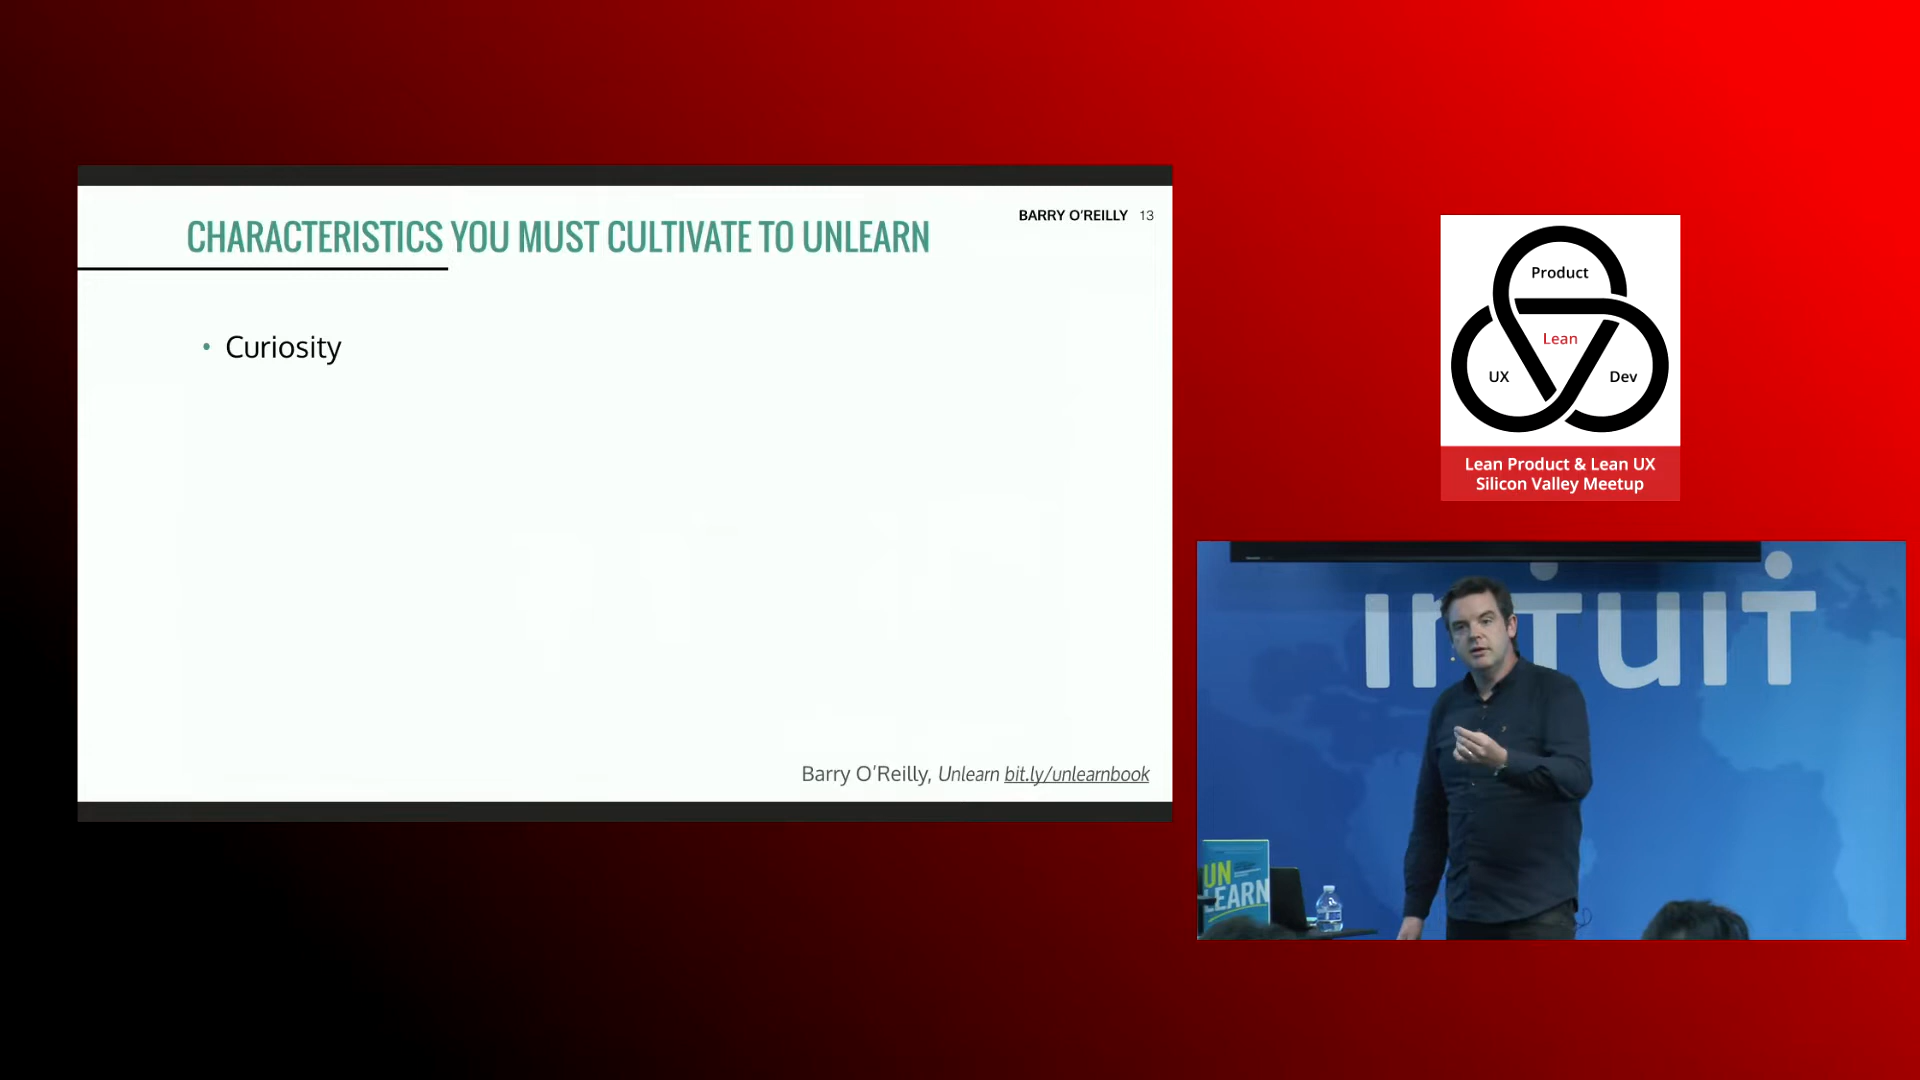 CHARACTERISTICS YOU MUST CULTIVATE TO UNLEARN
BARRY O'REILLY 13
• Curiosity
Barry O'Reilly, Unlearn bit.ly/unlearnbook
Product
Lean
UX
Dev
Lean Product & Lean UX
Silicon Valley Meetup
INTUIT
UN
LEARN